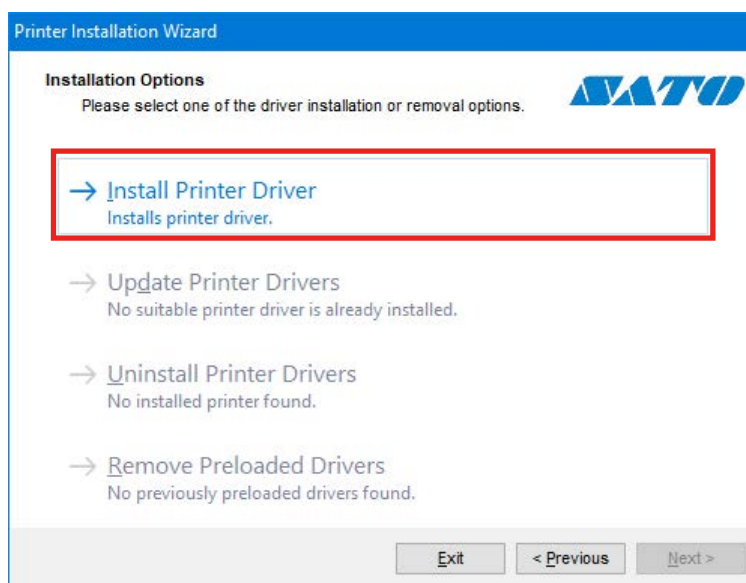 Printer Installation Wizard
Installation Options
Please select one of the driver installation or removal options.
SATO
→ Install Printer Driver
Installs printer driver.
→ Update Printer Drivers
No suitable printer driver is already installed.
→ Uninstall Printer Drivers
No installed printer found.
→ Remove Preloaded Drivers
No previously preloaded drivers found.
Exit < Previous Next >